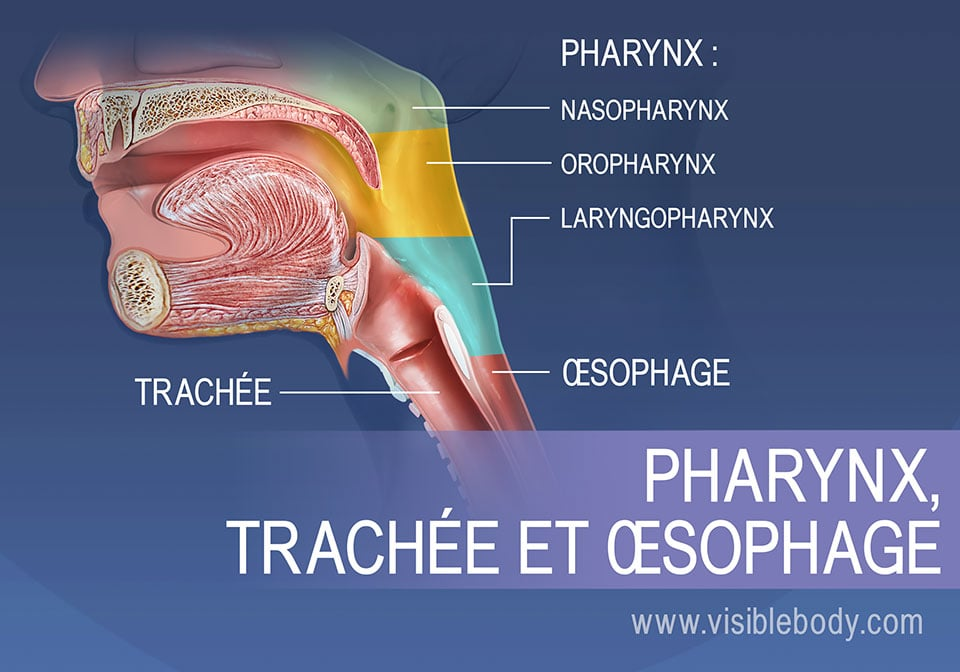 PHARYNX :
NASOPHARYNX
OROPHARYNX
LARYNGOPHARYNX
ŒSOPHAGE
TRACHÉE
PHARYNX,
TRACHÉE ET ŒSOPHAGE
www.visiblebody.com